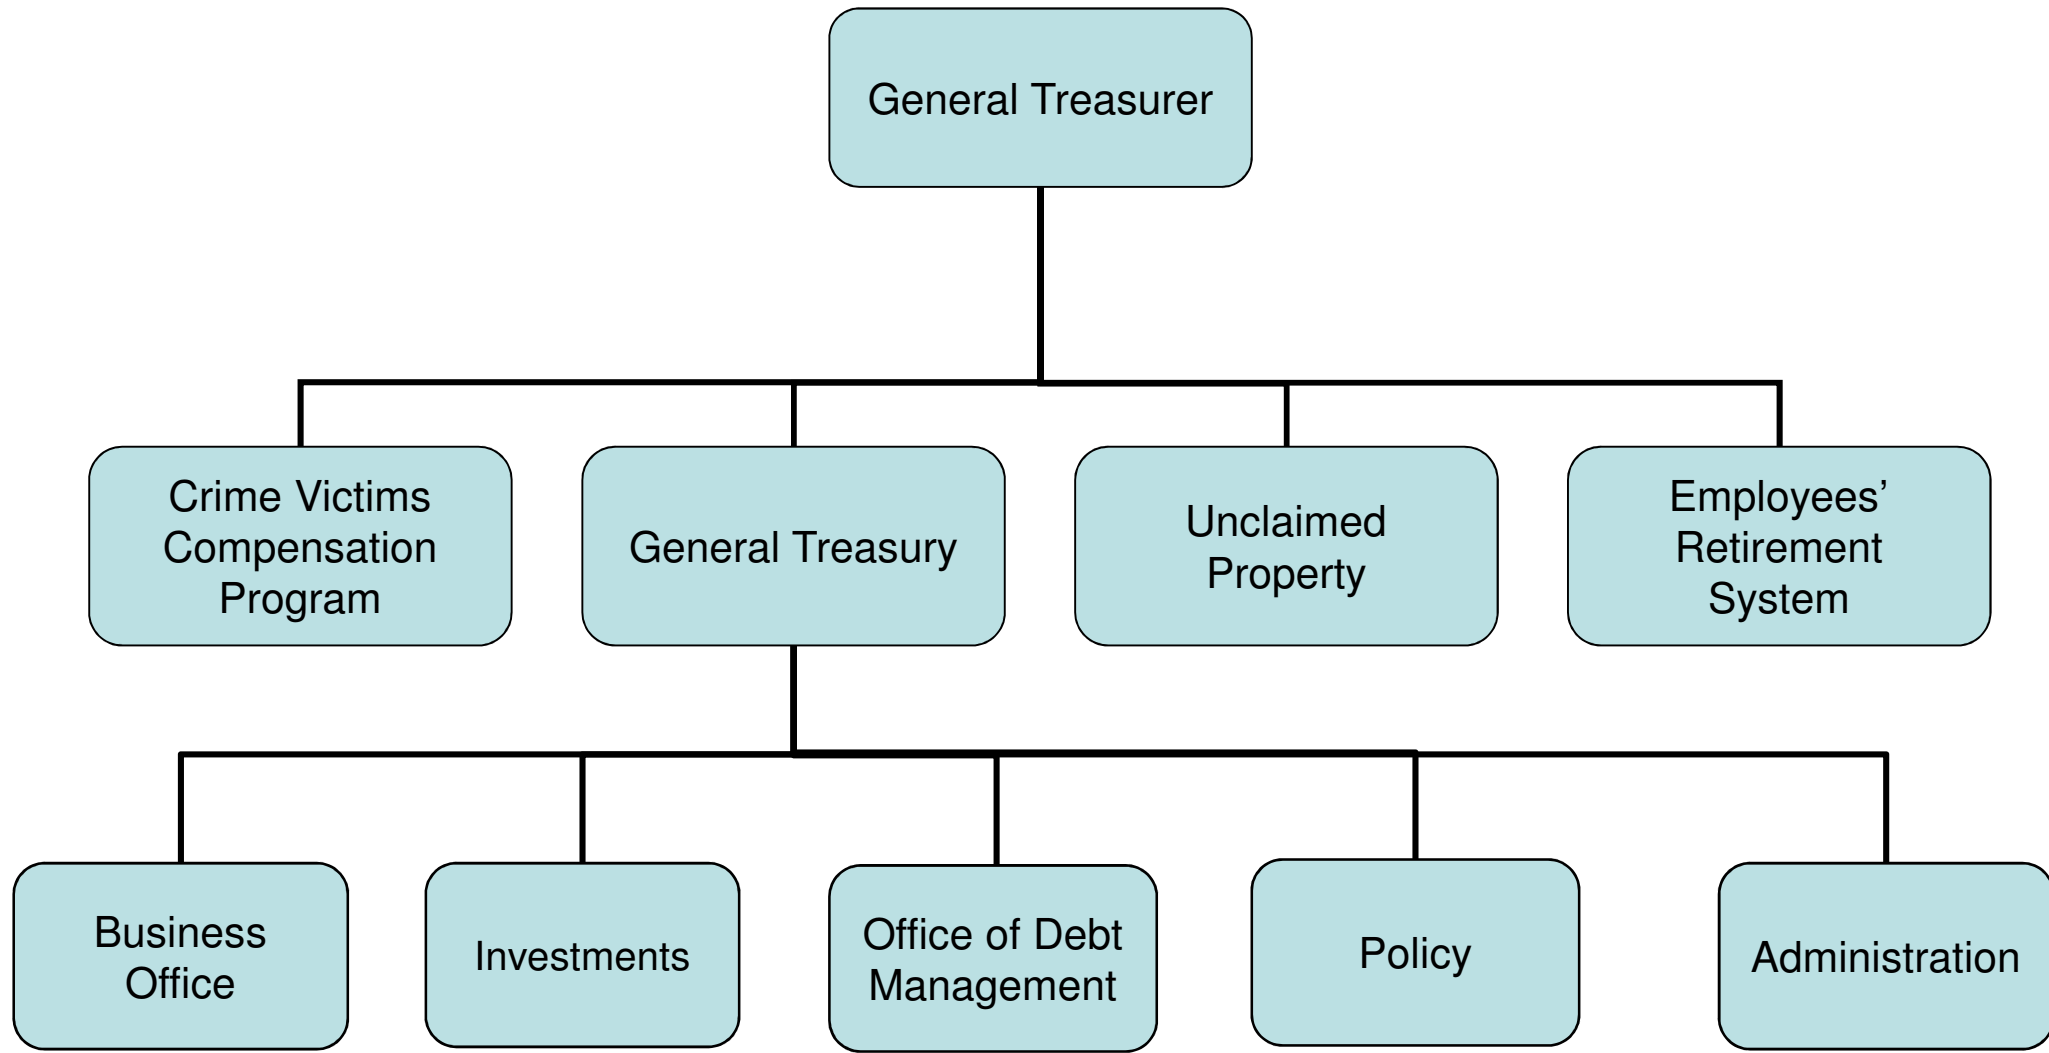 General Treasurer
Crime Victims
Compensation
Program
General Treasury
Unclaimed
Property
Employees’
Retirement
System
Business
Office
Investments
Office of Debt
Management
Policy
Administration